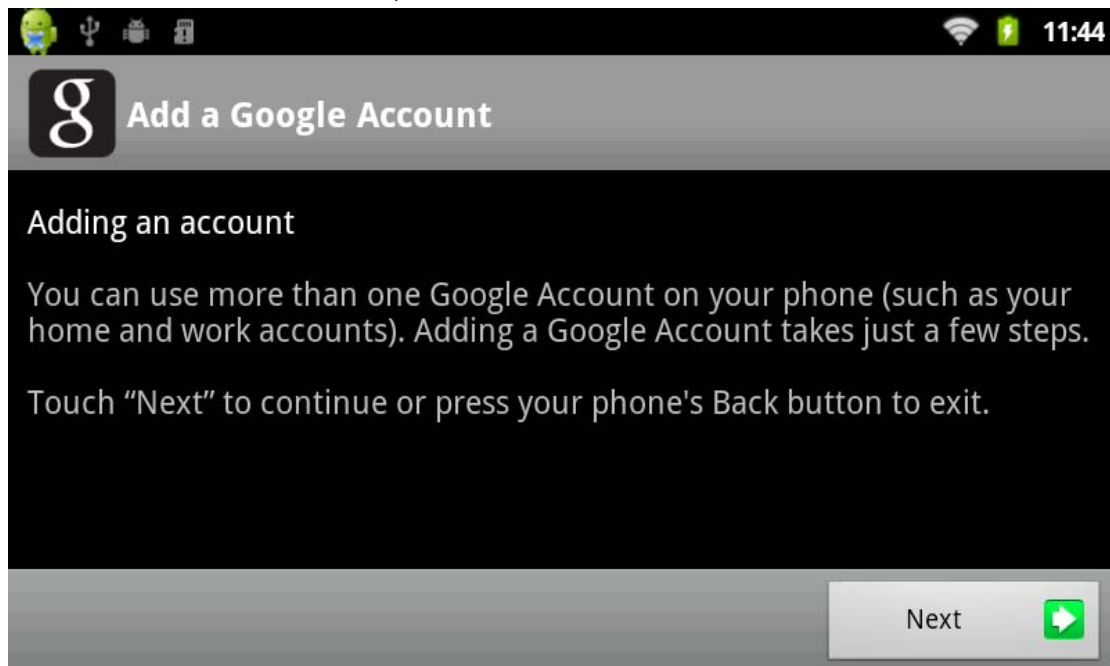 11:44
g Add a Google Account
Adding an account
You can use more than one Google Account on your phone (such as your
home and work accounts). Adding a Google Account takes just a few steps.
Touch “Next” to continue or press your phone's Back button to exit.
Next